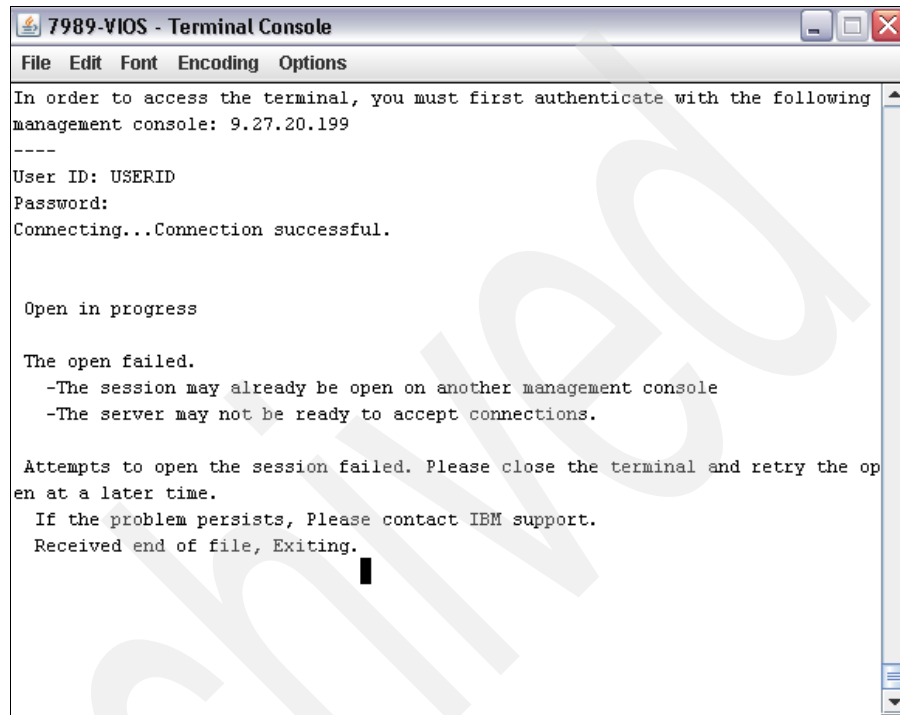 7989-VIOS - Terminal Console
File Edit Font Encoding Options
In order to access the terminal, you must first authenticate with the following
management console: 9.27.20.199
----
User ID: USERID
Password:
Connecting...Connection successful.
Open in progress
The open failed.
-The session may already be open on another management console
-The server may not be ready to accept connections.
Attempts to open the session failed. Please close the terminal and retry the op
en at a later time.
If the problem persists, Please contact IBM support.
Received end of file, Exiting.
chived